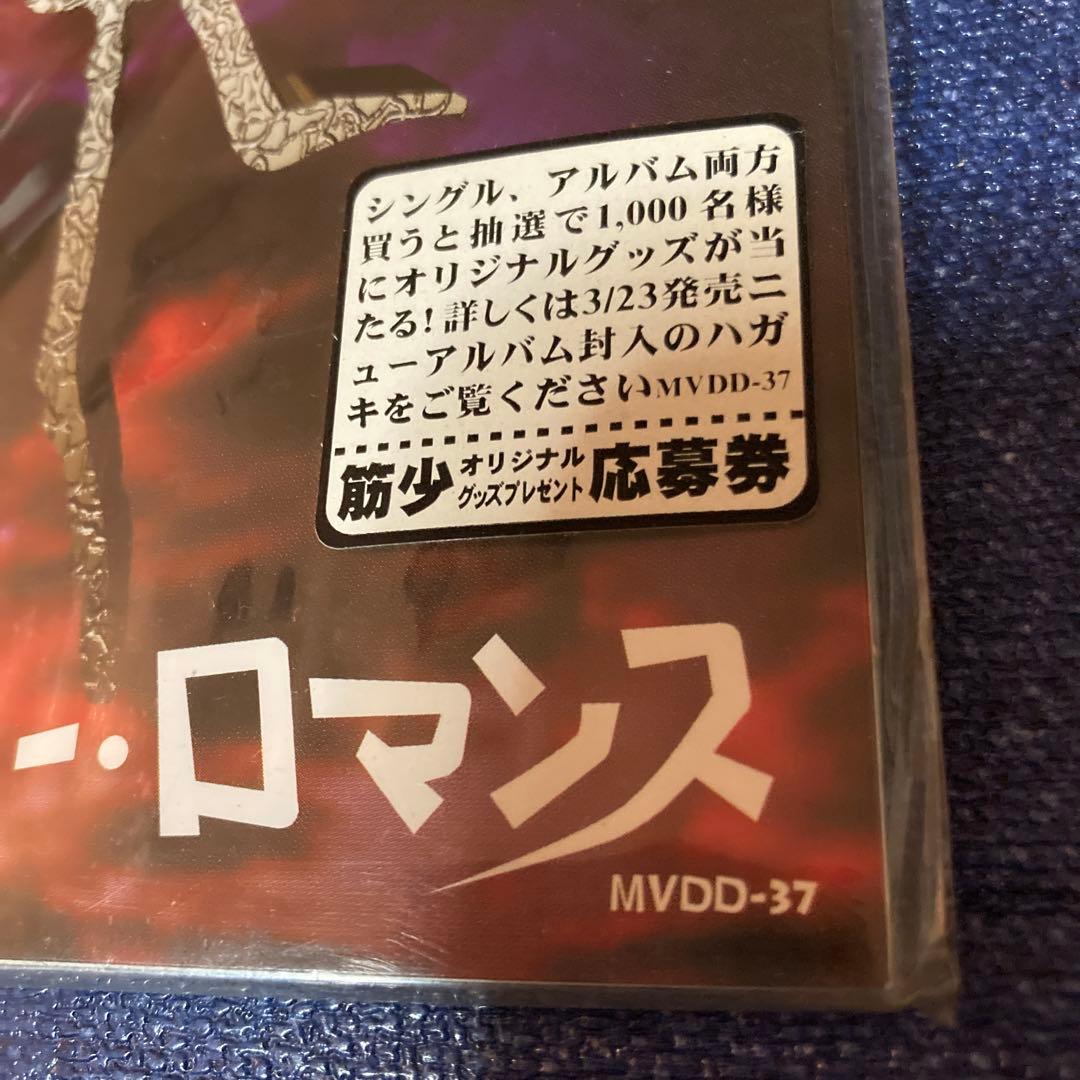 シングル、アルバム両方
買うと抽選で1,000名様
にオリジナルグッズが当
たる!詳しくは3/23発売ニ
ューアルバム封入のハガ
キをご覧くださいMVDD-37
筋少オリジナルグッズプレゼント応募券
ー・ロマンス
MVDD-37